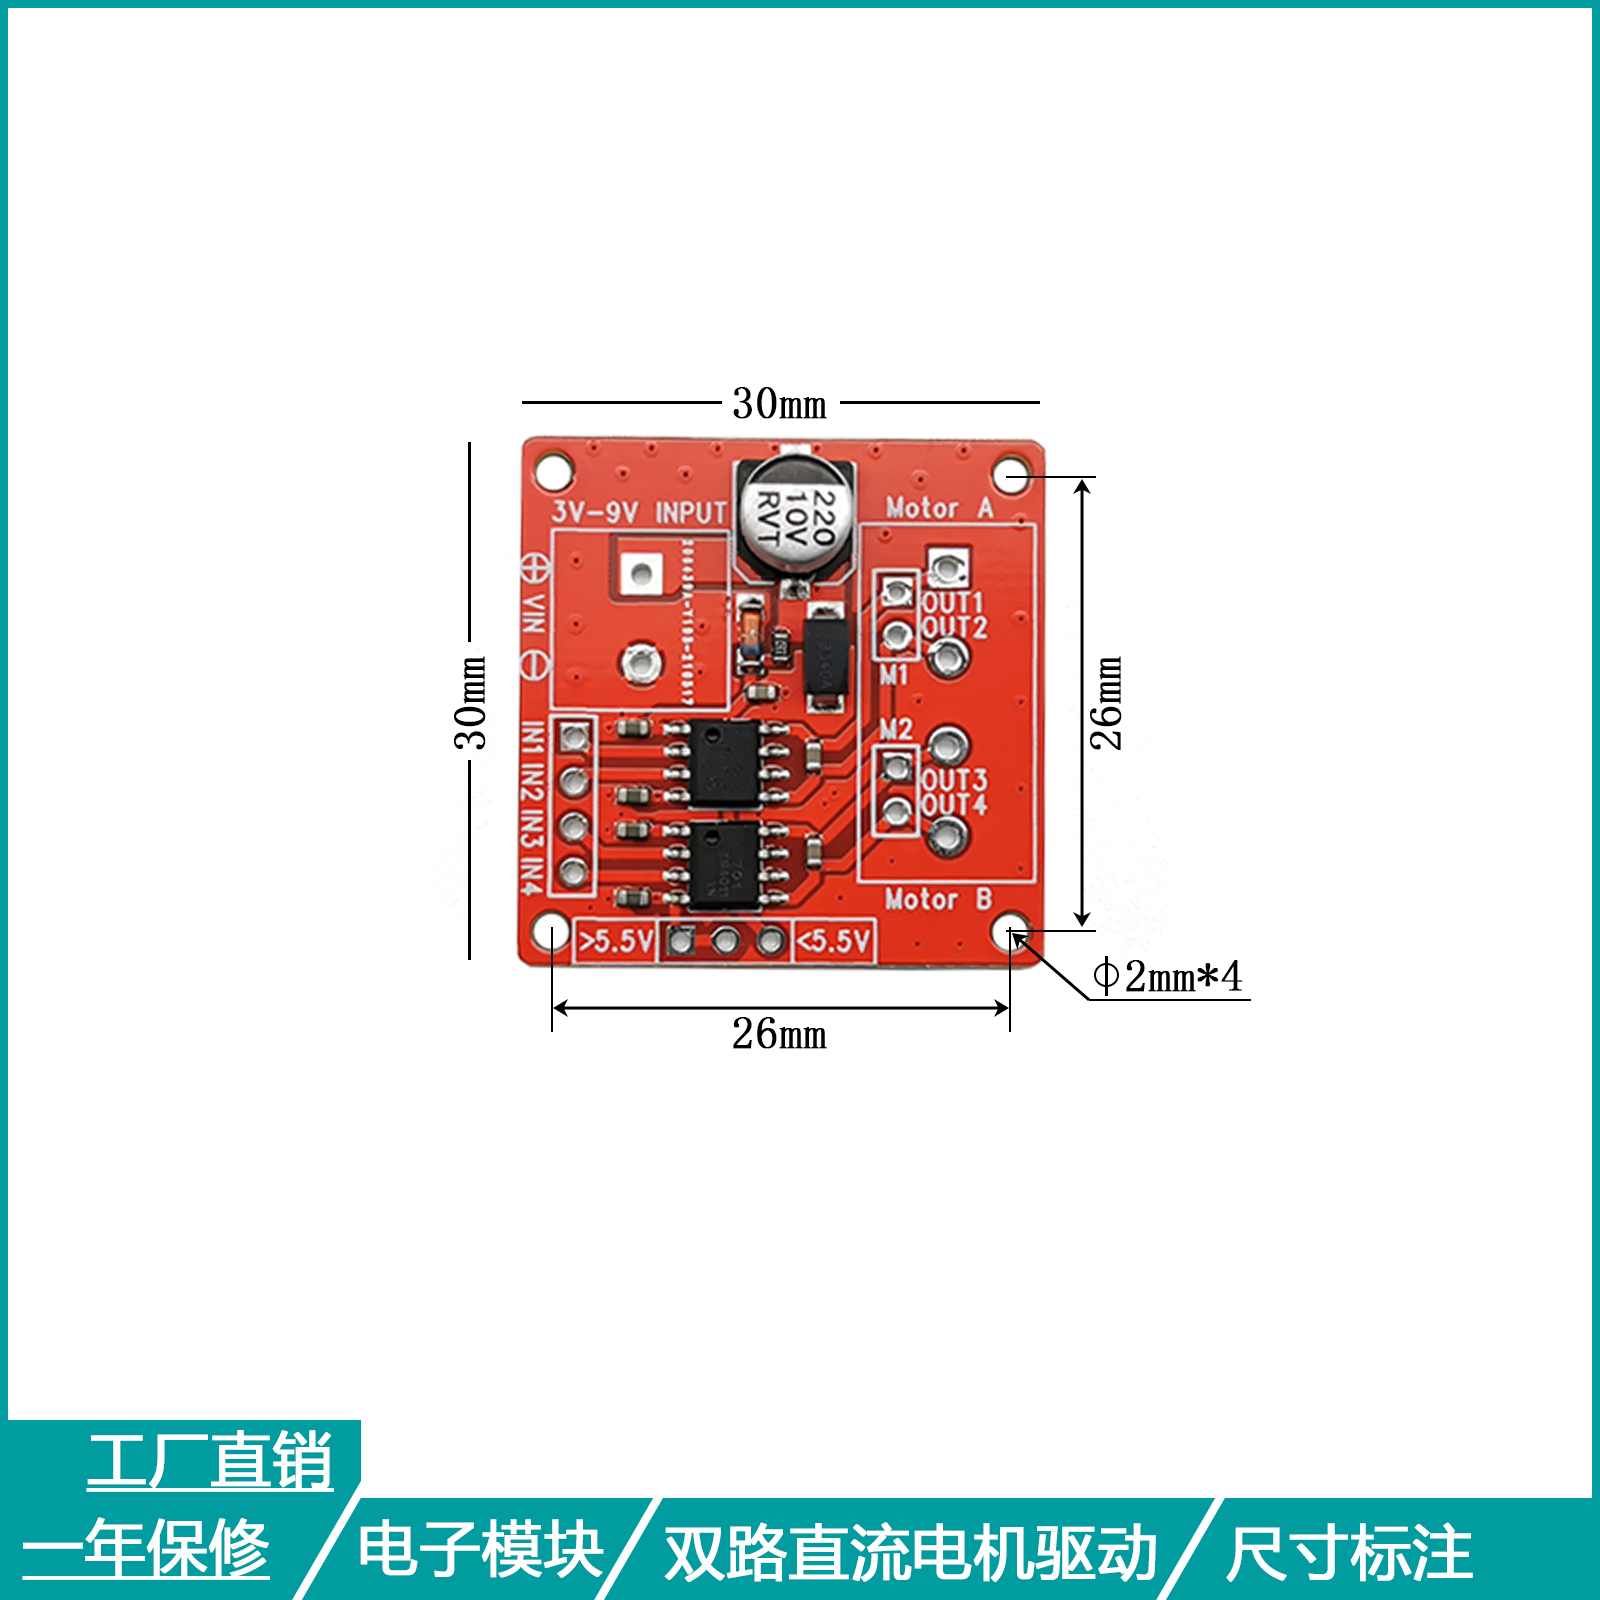 30mm
30mm
3V-9V INPUT
220
10V
RVT
Motor A
VIN
OUT1
OUT2
M1
M2
OUT3
OUT4
IN1 IN2 IN3 IN4
Motor B
>5.5V
<5.5V
26mm
26mm
Φ2mm*4
工厂直销
一年保修
电子模块
双路直流电机驱动
尺寸标注